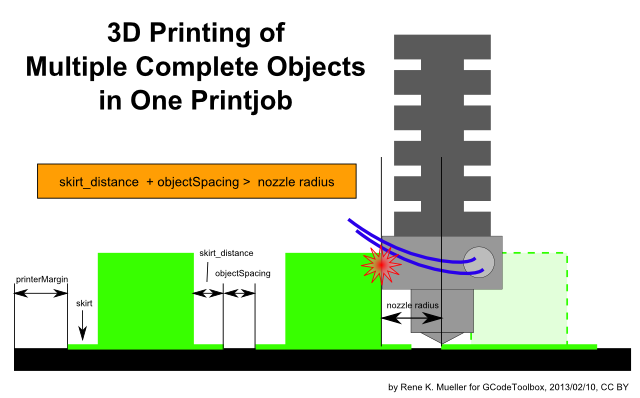 3D Printing of
Multiple Complete Objects
in One Printjob
skirt_distance + objectSpacing > nozzle radius
skirt_distance
objectSpacing
printerMargin
skirt
nozzle radius
by Rene K. Mueller for GCodeToolbox, 2013/02/10, CC BY